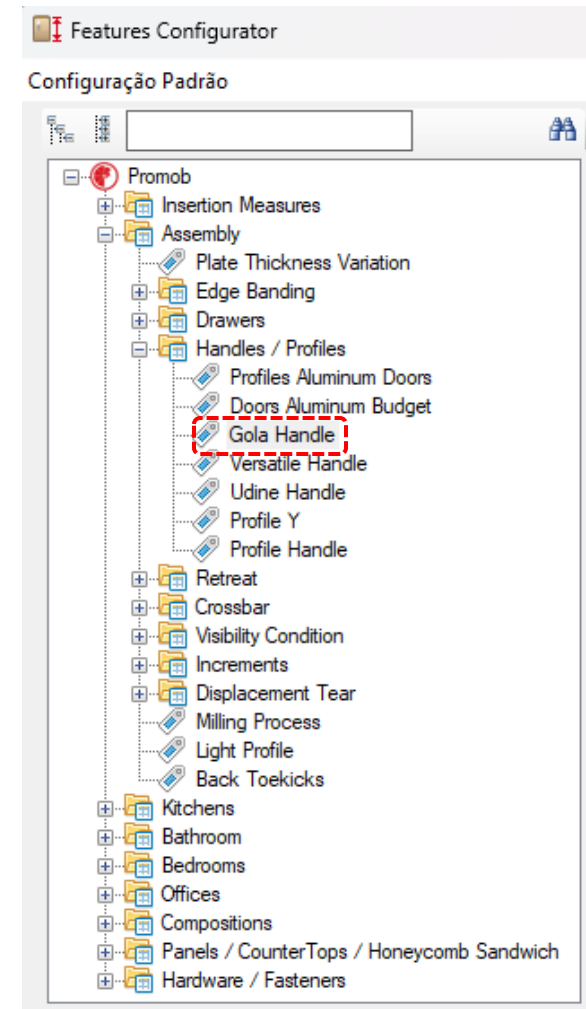 Features Configurator
Configuração Padrão
Promob
Insertion Measures
Assembly
Plate Thickness Variation
Edge Banding
Drawers
Handles / Profiles
Profiles Aluminum Doors
Doors Aluminum Budget
Gola Handle
Versatile Handle
Udine Handle
Profile Y
Profile Handle
Retreat
Crossbar
Visibility Condition
Increments
Displacement Tear
Milling Process
Light Profile
Back Toekicks
Kitchens
Bathroom
Bedrooms
Offices
Compositions
Panels / CounterTops / Honeycomb Sandwich
Hardware / Fasteners